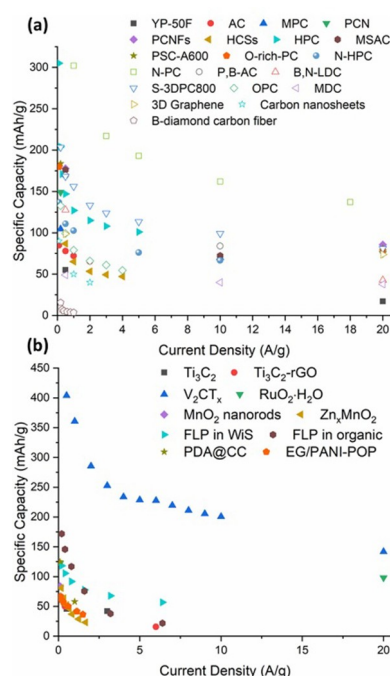 (a)
YP-50F AC MPC PCN
PCNFs HCSs HPC MSAC
PSC-A600 O-rich-PC N-HPC
N-PC P,B-AC B,N-LDC
S-3DPC800 OPC MDC
3D Graphene Carbon nanosheets
B-diamond carbon fiber
Specific Capacity (mAh/g)
300
250
200
150
100
50
0
0 2 4 6 8 10 12 14 16 18 20
Current Density (A/g)
(b)
Ti₃C₂ Ti₃C₂-rGO
V₂CTₓ RuO₂·H₂O
MnO₂ nanorods ZnₓMnO₂
FLP in WiS FLP in organic
PDA@CC EG/PANI-POP
Specific Capacity (mAh/g)
450
400
350
300
250
200
150
100
50
0
0 5 10 15 20
Current Density (A/g)